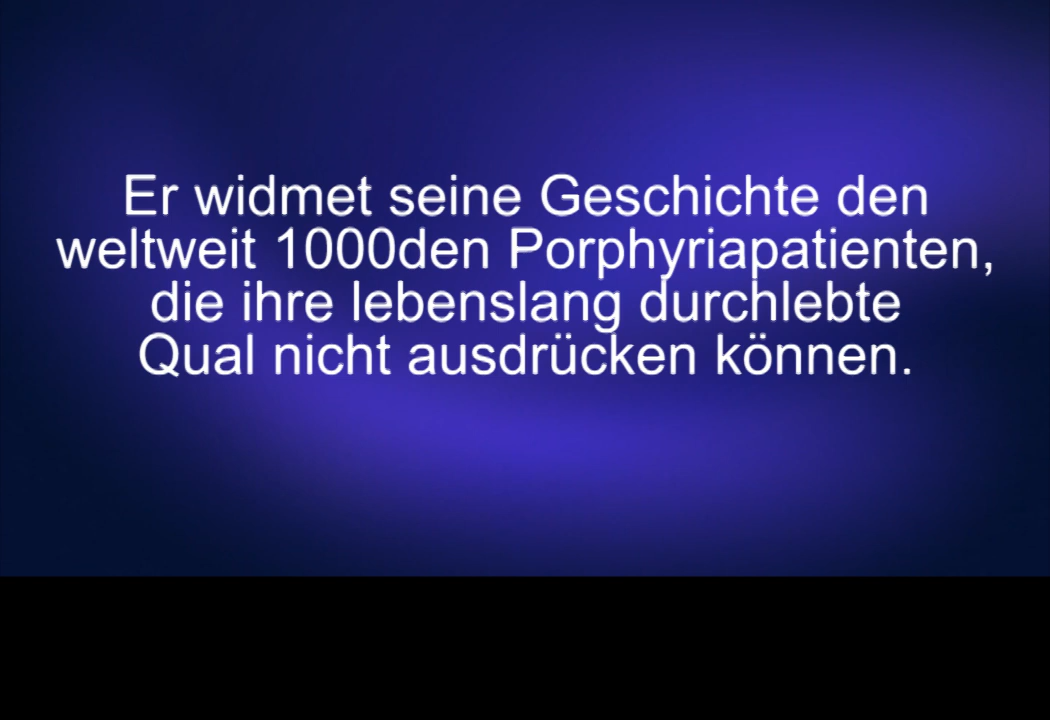 Er widmet seine Geschichte den
weltweit 1000den Porphyriapatienten,
die ihre lebenslang durchlebte
Qual nicht ausdrücken können.